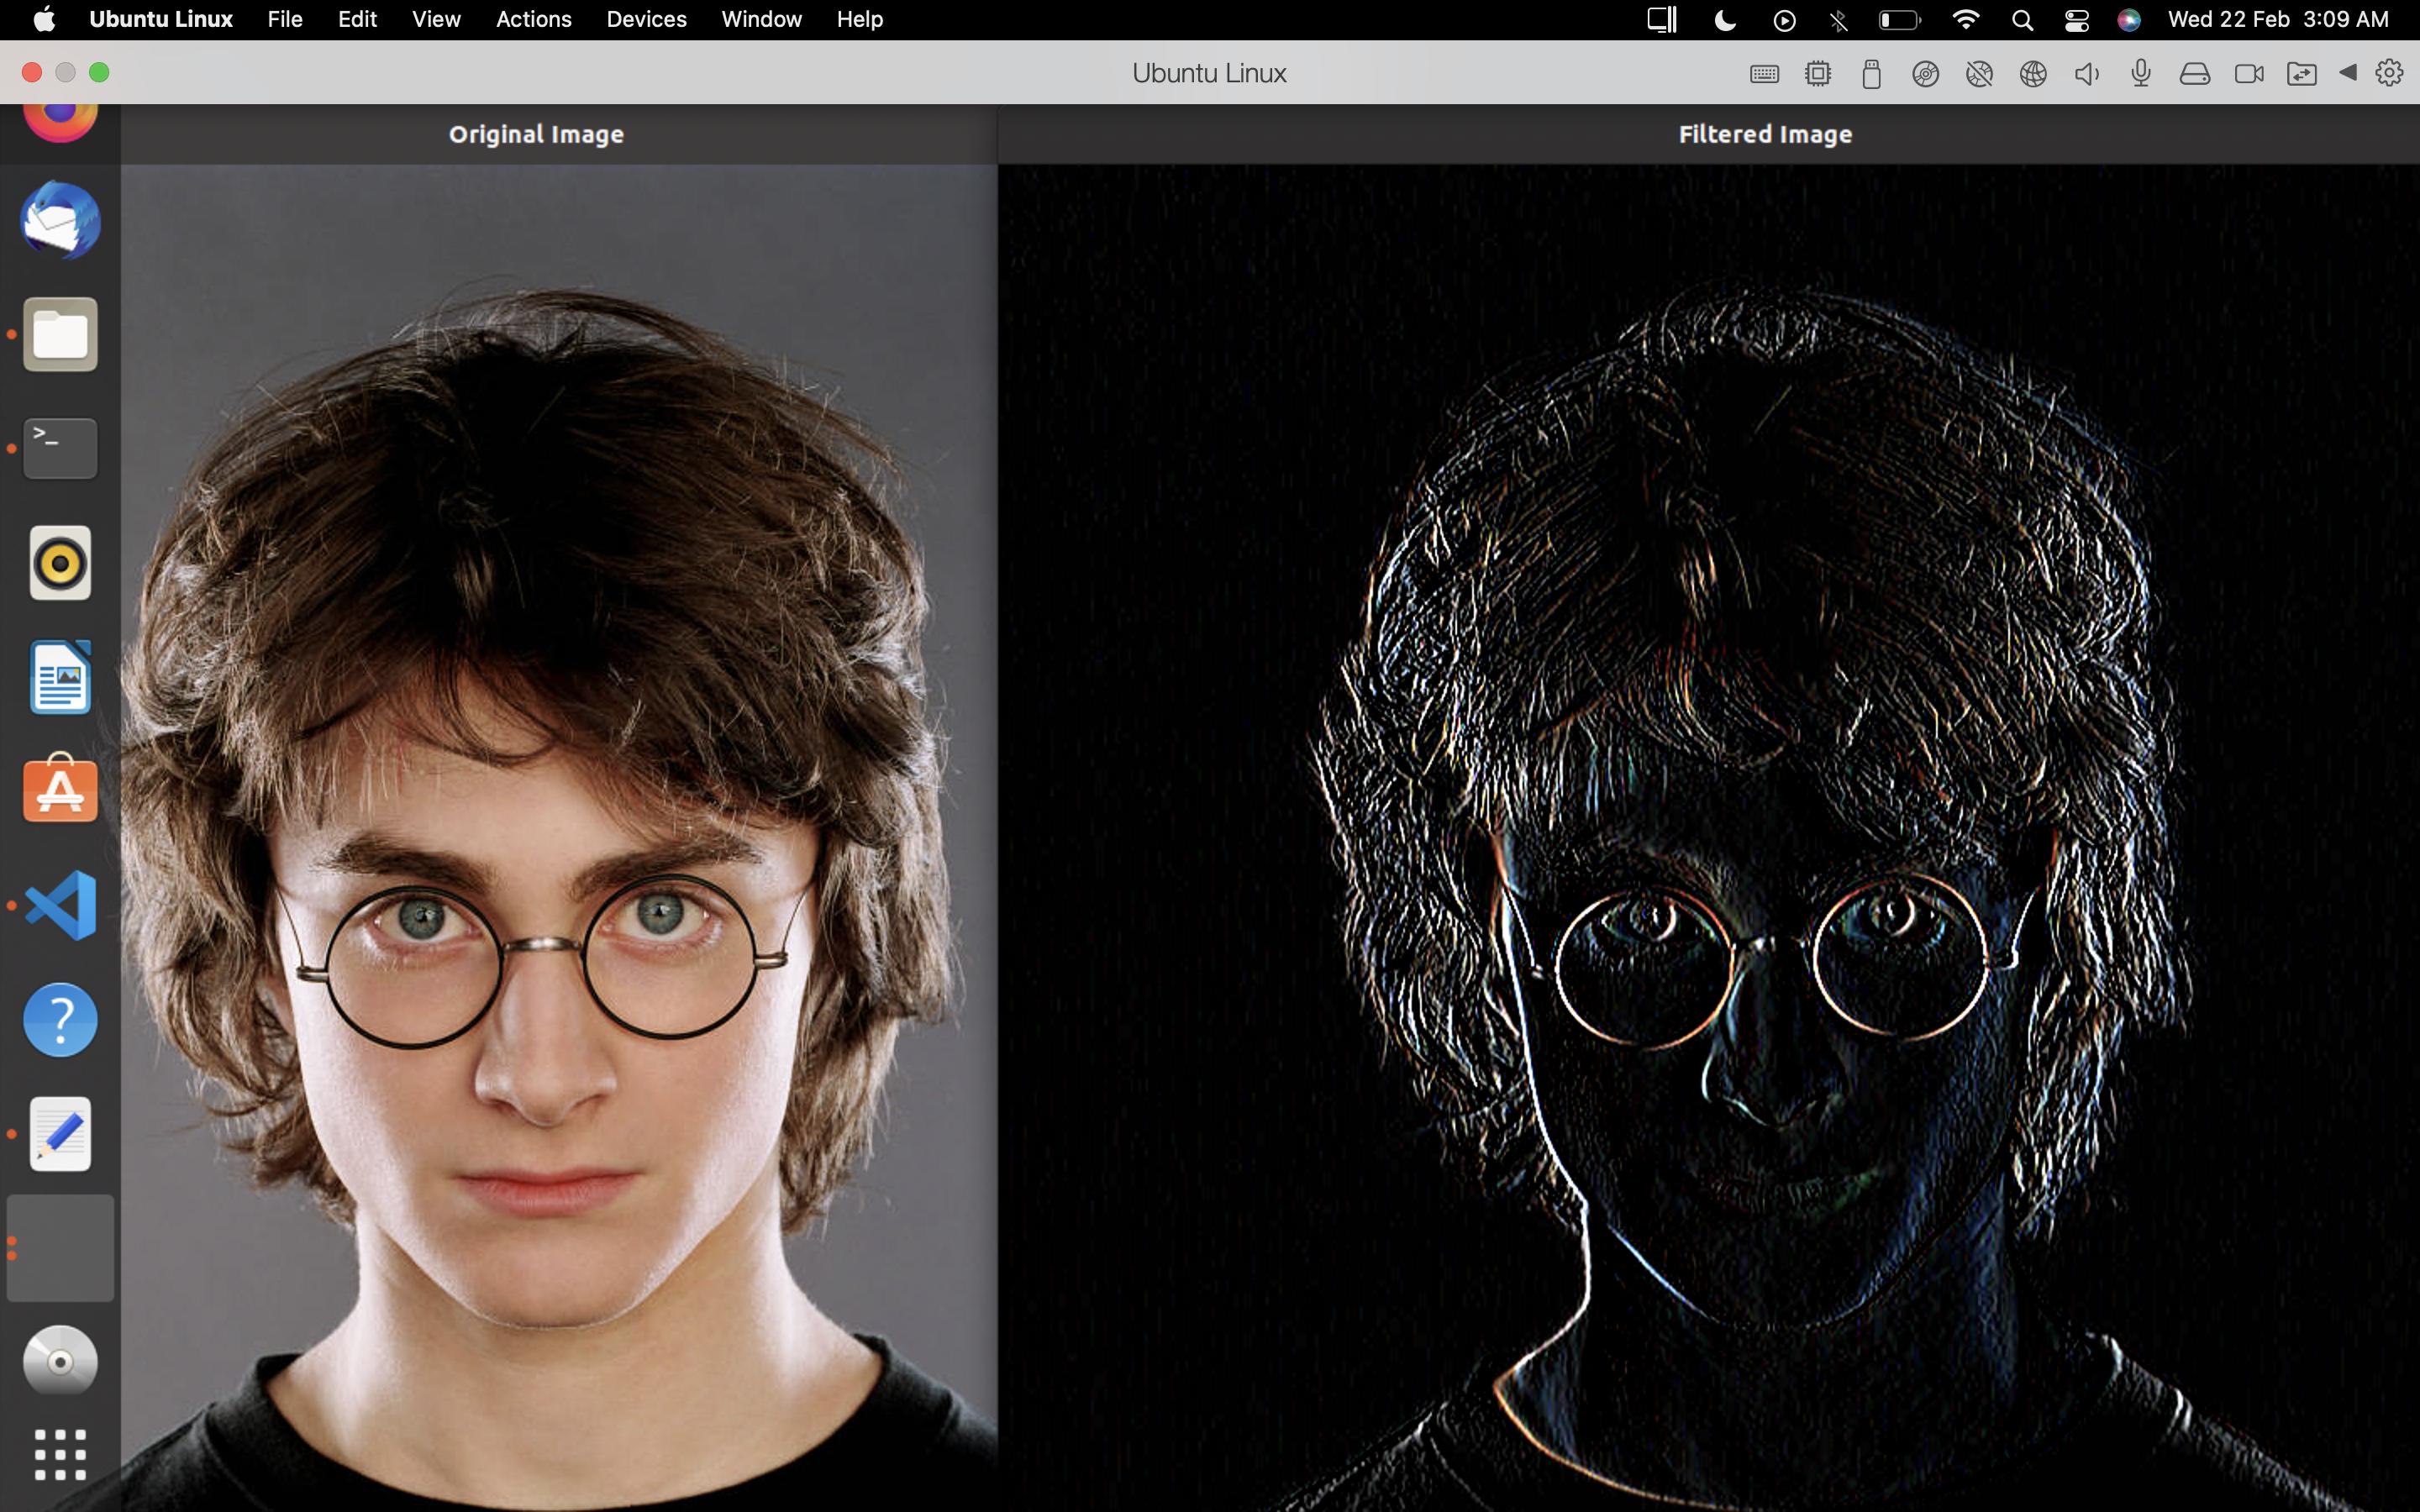 Ubuntu Linux File Edit View Actions Devices Window Help Wed 22 Feb 3:09 AM
Ubuntu Linux
Original Image
Filtered Image